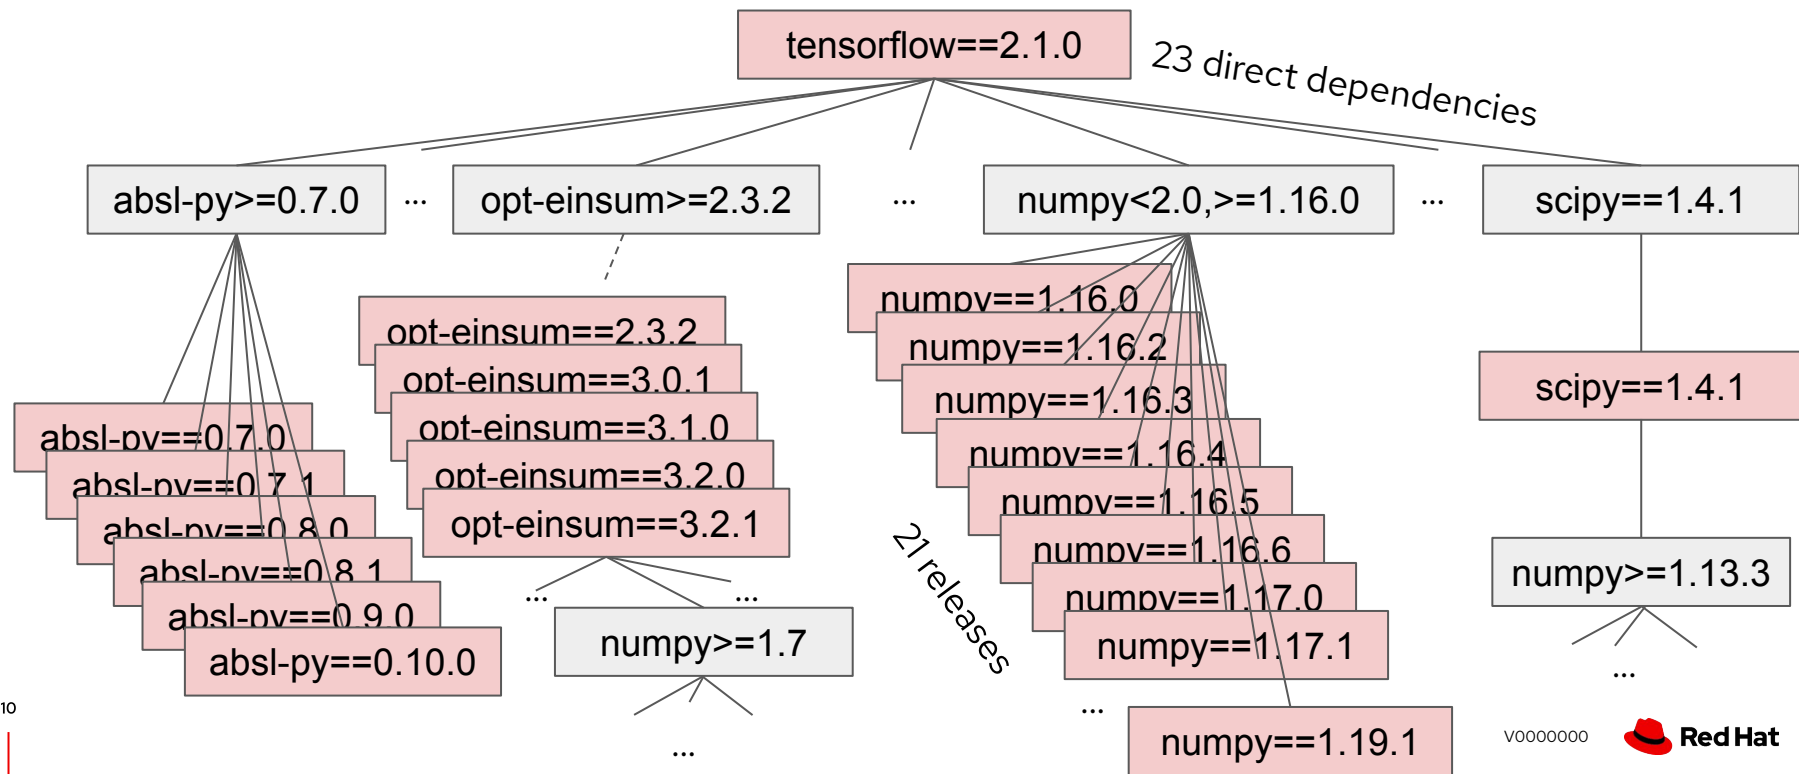 tensorflow==2.1.0
23 direct dependencies
absl-py>=0.7.0
...
opt-einsum>=2.3.2
...
numpy<2.0,>=1.16.0
...
scipy==1.4.1
absl-py==0.7.0
absl-py==0.7.1
absl-py==0.8.0
absl-py==0.8.1
absl-py==0.9.0
absl-py==0.10.0
opt-einsum==2.3.2
opt-einsum==3.0.1
opt-einsum==3.1.0
opt-einsum==3.2.0
opt-einsum==3.2.1
...
...
numpy>=1.7
...
numpy==1.16.0
numpy==1.16.2
numpy==1.16.3
numpy==1.16.4
numpy==1.16.5
numpy==1.16.6
numpy==1.17.0
numpy==1.17.1
21 releases
...
numpy==1.19.1
scipy==1.4.1
numpy>=1.13.3
...
10
V0000000
Red Hat